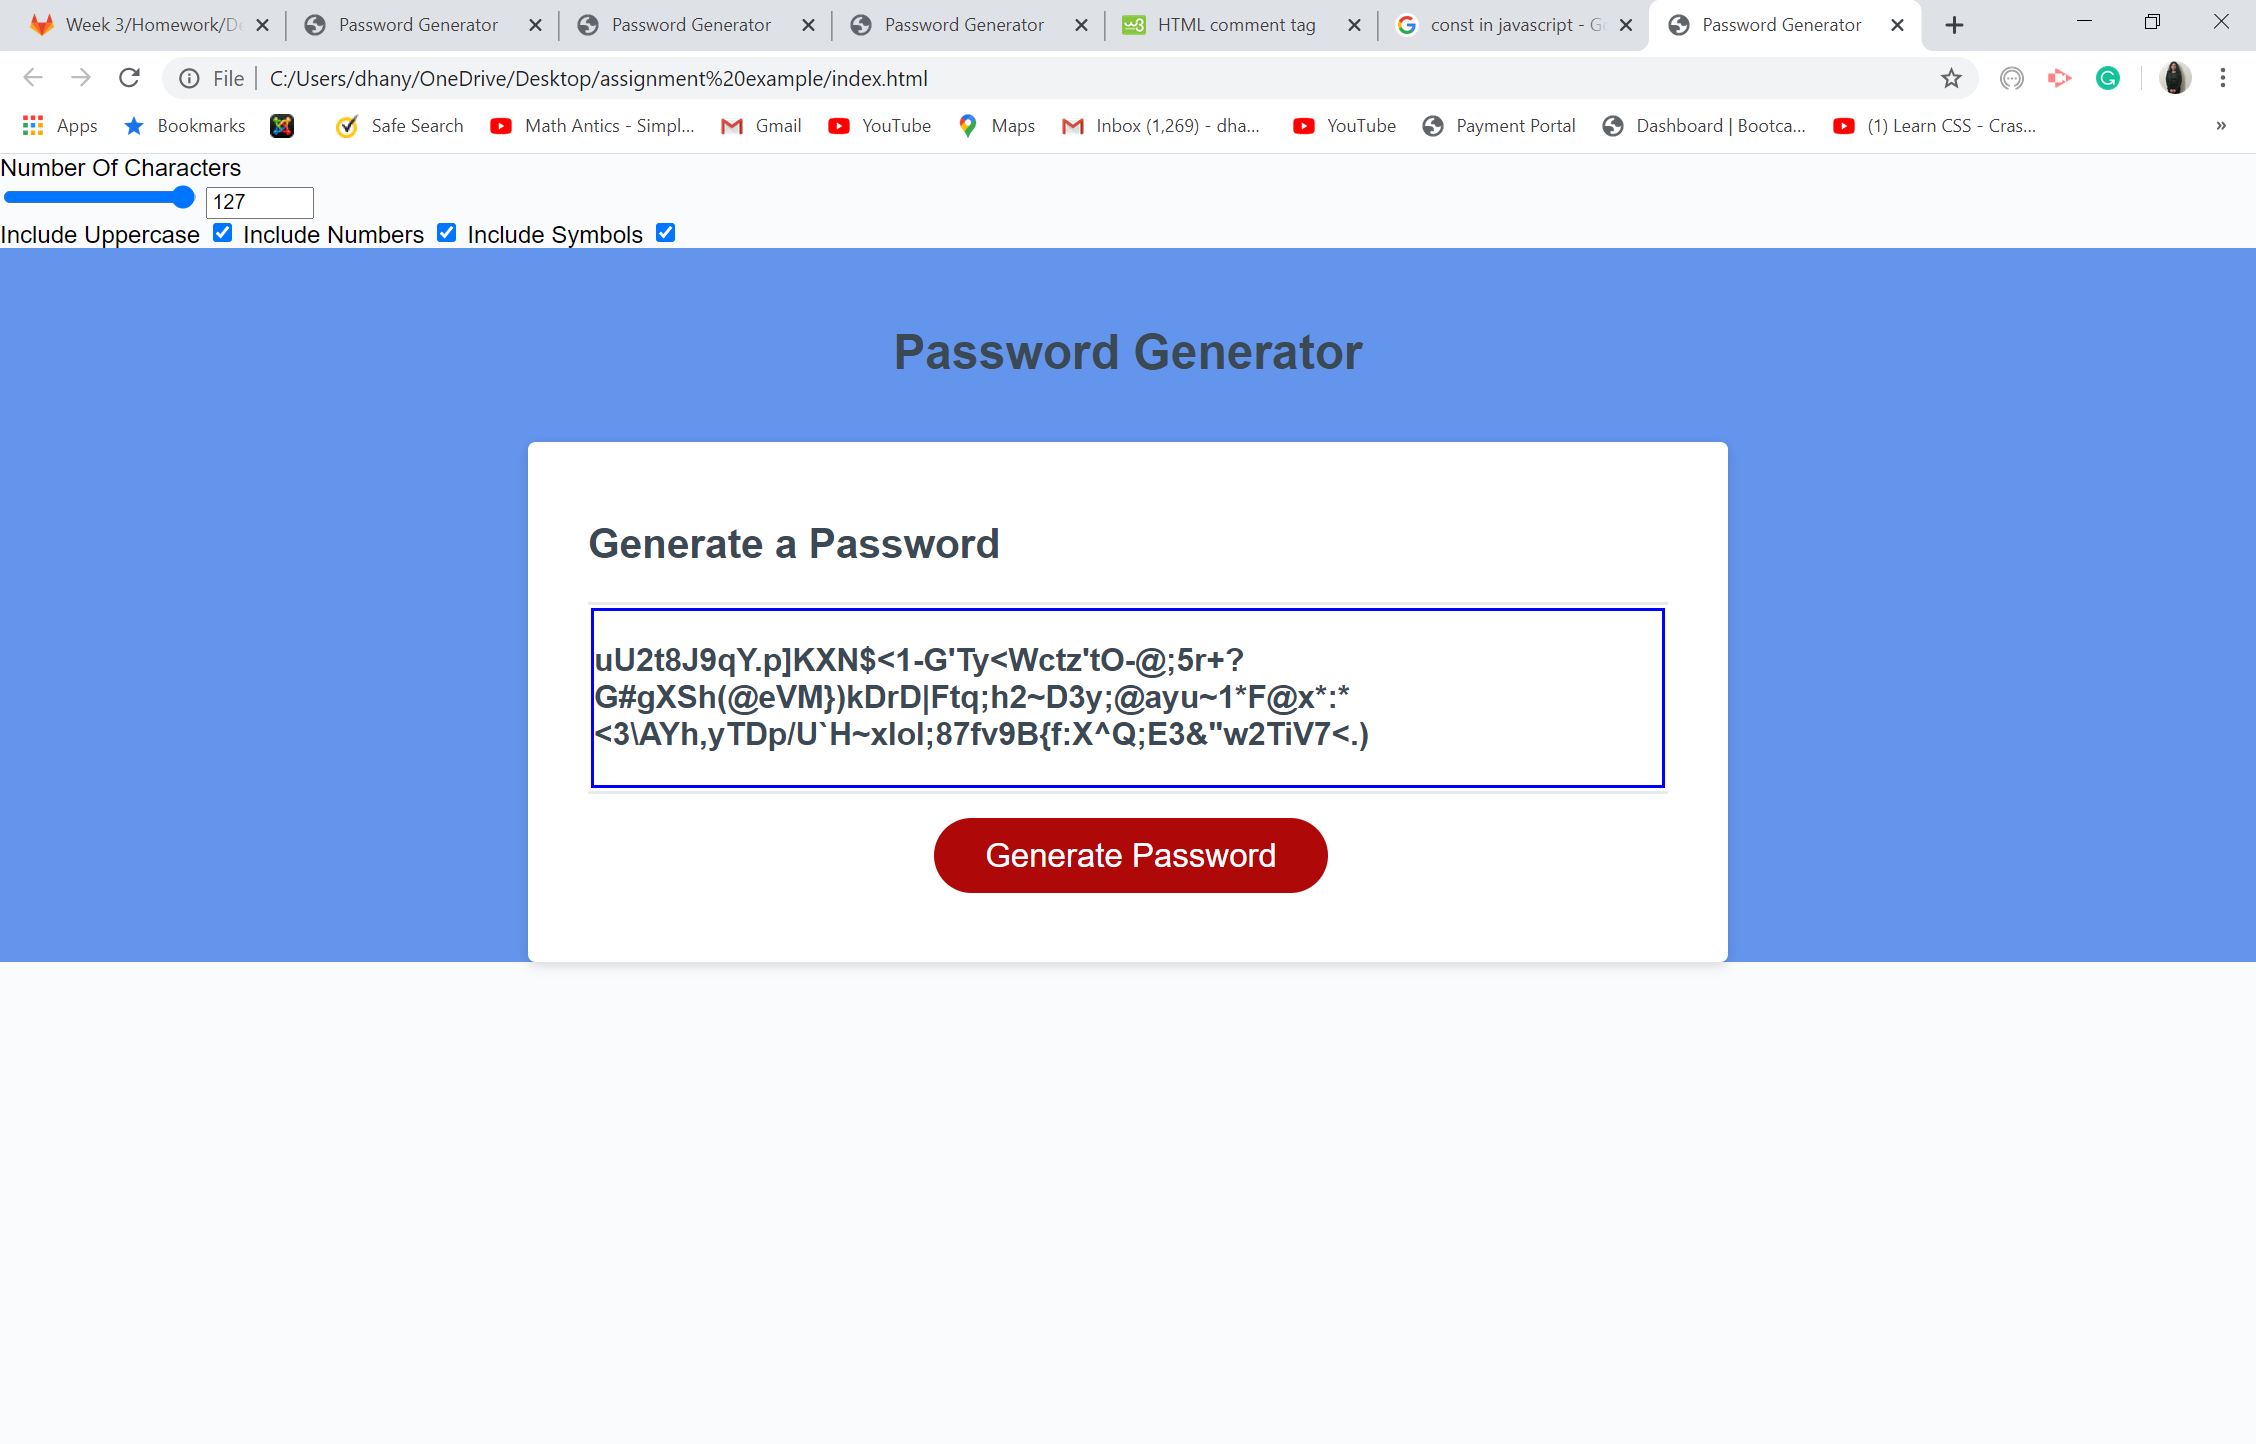 Week 3/Homework/De
Password Generator
Password Generator
Password Generator
HTML comment tag
const in javascript - Go
Password Generator
File
C:/Users/dhany/OneDrive/Desktop/assignment%20example/index.html
Apps
Bookmarks
Safe Search
Math Antics - Simpl...
Gmail
YouTube
Maps
Inbox (1,269) - dha...
YouTube
Payment Portal
Dashboard | Bootca...
(1) Learn CSS - Cras...
»
Number Of Characters
127
Include Uppercase Include Numbers Include Symbols
Password Generator
Generate a Password
uU2t8J9qY.p]KXN$<1-G'Ty<Wctz'tO-@;5r+?
G#gXSh(@eVM})kDrD|Ftq;h2~D3y;@ayu~1*F@x*:*
<3\AYh,yTDp/U`H~xIol;87fv9B{f:X^Q;E3&"w2TiV7<.)
Generate Password